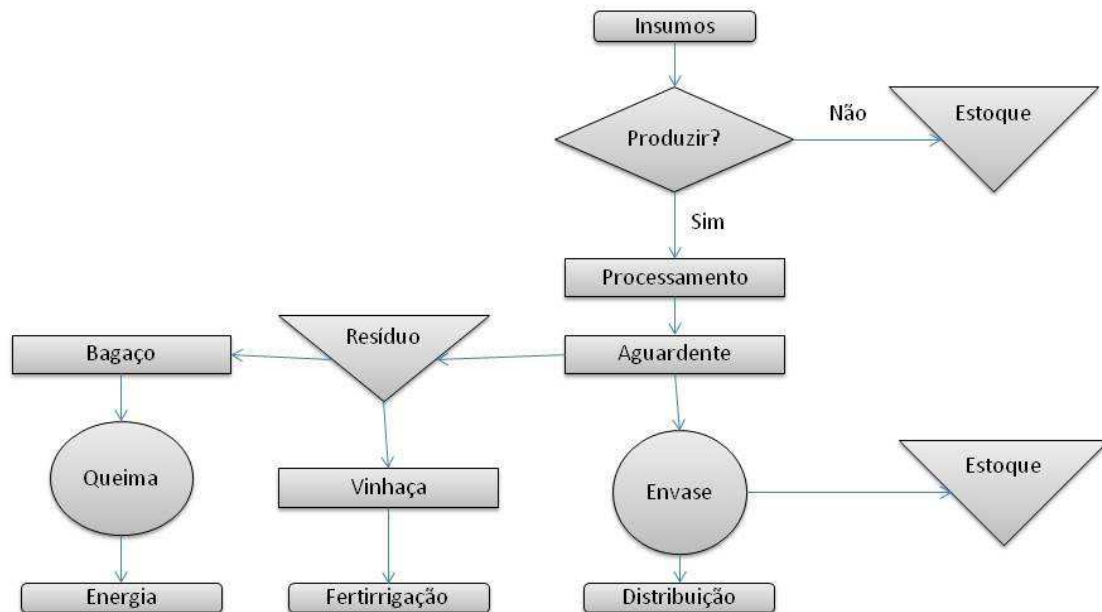 Insumos
Não
Estoque
Produzir?
Sim
Processamento
Resíduo
Bagaço
Aguardente
Estoque
Queima
Vinhaça
Envase
Energia
Fertirrigação
Distribuição